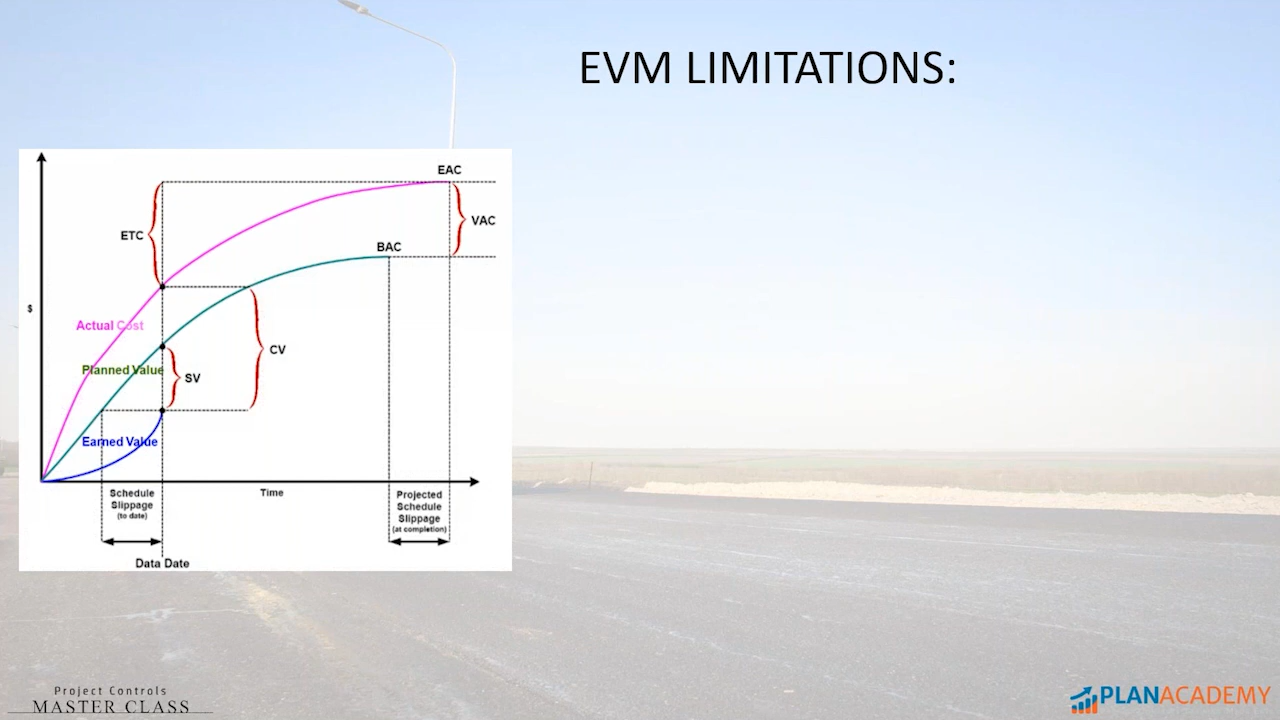 EVM LIMITATIONS:
EAC
VAC
ETC
BAC
$
Actual Cost
CV
Planned Value
SV
Earned Value
Schedule
Slippage
(to date)
Time
Projected
Schedule
Slippage
(at completion)
Data Date
Project Controls
MASTER CLASS
PLANACADEMY